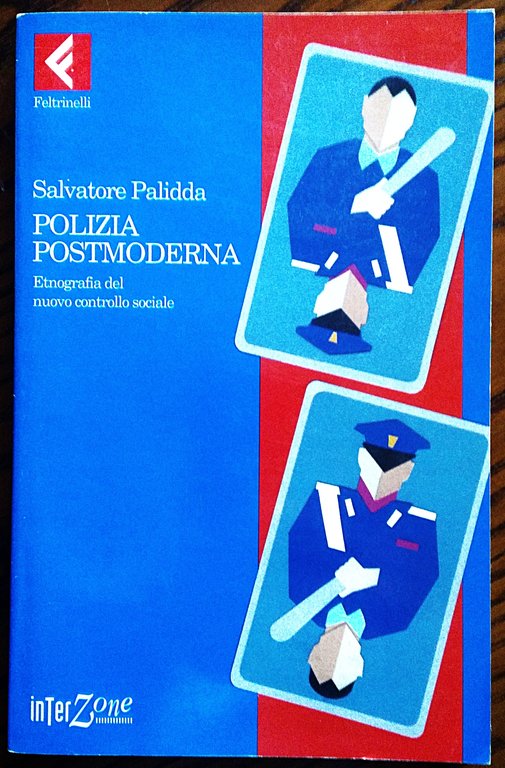 Feltrinelli
Salvatore Palidda
POLIZIA
POSTMODERNA
Etnografia del
nuovo controllo sociale
inTerZone